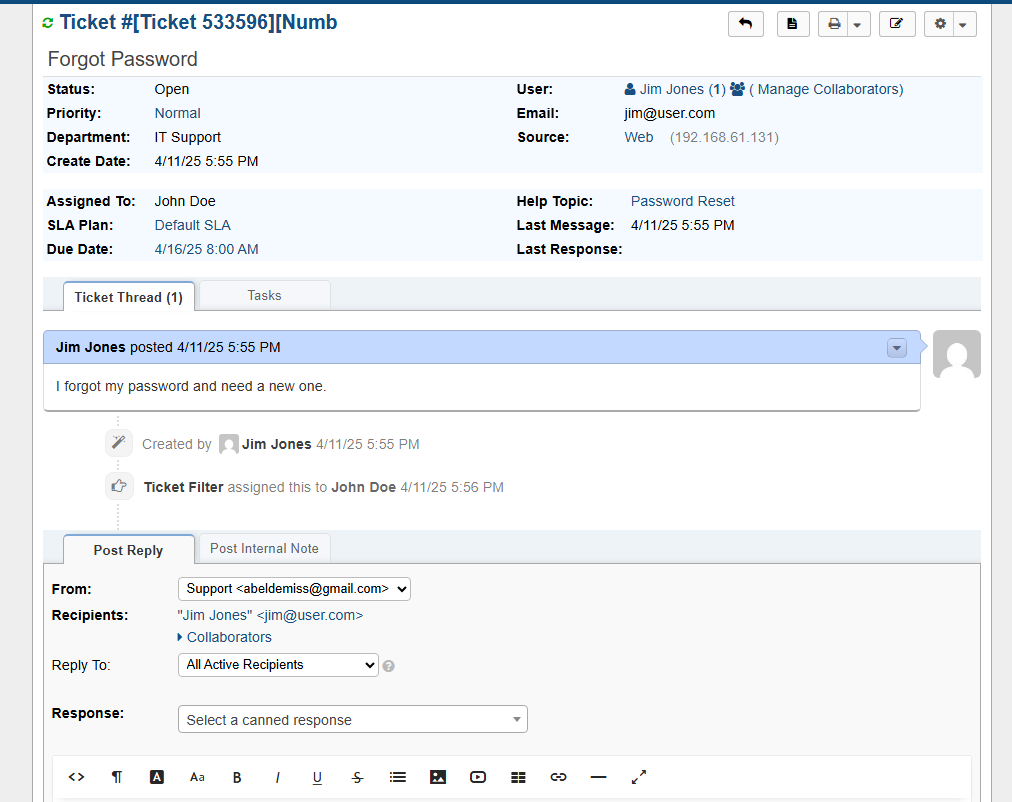 Ticket #[Ticket 533596][Numb
Forgot Password
Status: Open
Priority: Normal
Department: IT Support
Create Date: 4/11/25 5:55 PM
User: Jim Jones (1) ( Manage Collaborators)
Email: jim@user.com
Source: Web (192.168.61.131)
Assigned To: John Doe
SLA Plan: Default SLA
Due Date: 4/16/25 8:00 AM
Help Topic: Password Reset
Last Message: 4/11/25 5:55 PM
Last Response:
Ticket Thread (1) Tasks
Jim Jones posted 4/11/25 5:55 PM
I forgot my password and need a new one.
Created by Jim Jones 4/11/25 5:55 PM
Ticket Filter assigned this to John Doe 4/11/25 5:56 PM
Post Reply Post Internal Note
From: Support <abeldemiss@gmail.com>
Recipients: "Jim Jones" <jim@user.com>
Collaborators
Reply To: All Active Recipients
Response: Select a canned response
<> ¶ A Aa B I U S